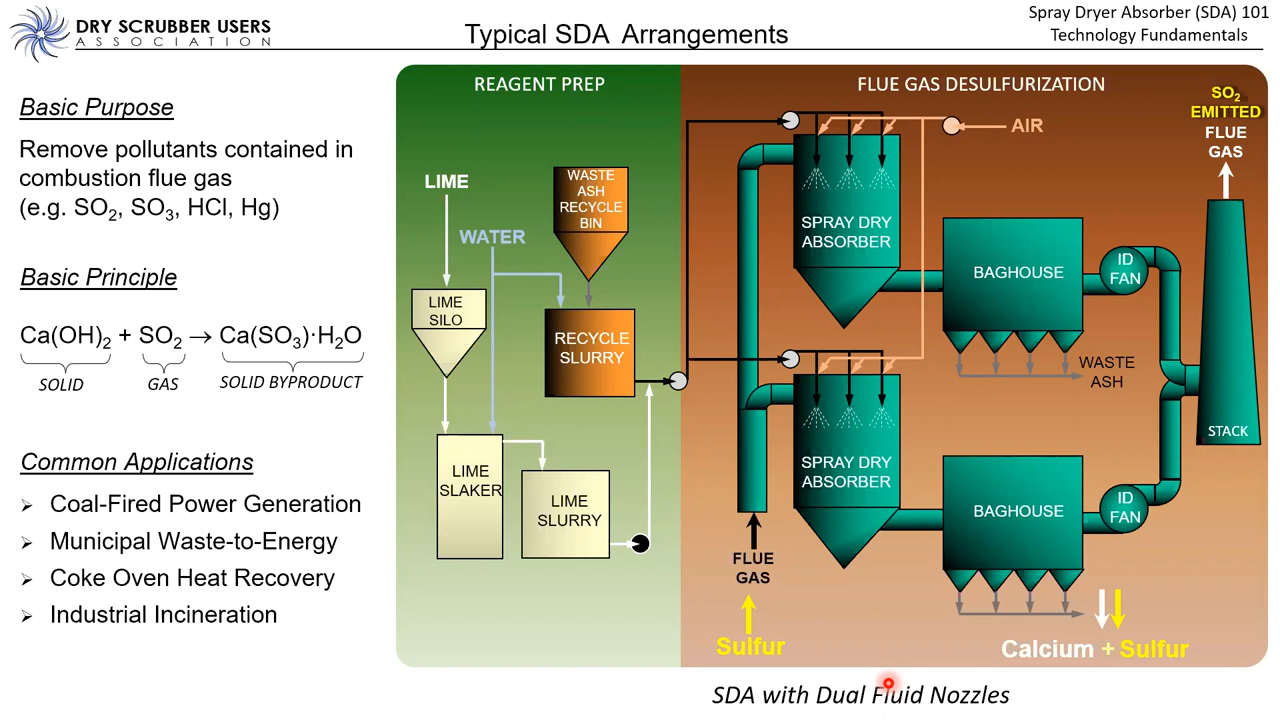 DRY SCRUBBER USERS
ASSOCIATION
Typical SDA Arrangements
Spray Dryer Absorber (SDA) 101
Technology Fundamentals
Basic Purpose
Remove pollutants contained in
combustion flue gas
(e.g. SO₂, SO₃, HCl, Hg)
Basic Principle
Ca(OH)₂ + SO₂ → Ca(SO₃)·H₂O
SOLID GAS SOLID BYPRODUCT
Common Applications
➢ Coal-Fired Power Generation
➢ Municipal Waste-to-Energy
➢ Coke Oven Heat Recovery
➢ Industrial Incineration
REAGENT PREP
LIME
WATER
WASTE
ASH
RECYCLE
BIN
LIME
SILO
RECYCLE
SLURRY
LIME
SLAKER
LIME
SLURRY
FLUE GAS DESULFURIZATION
AIR
SO₂
EMITTED
FLUE
GAS
SPRAY DRY
ABSORBER
BAGHOUSE
ID
FAN
WASTE
ASH
STACK
SPRAY DRY
ABSORBER
BAGHOUSE
ID
FAN
FLUE
GAS
Sulfur
Calcium + Sulfur
SDA with Dual Fluid Nozzles